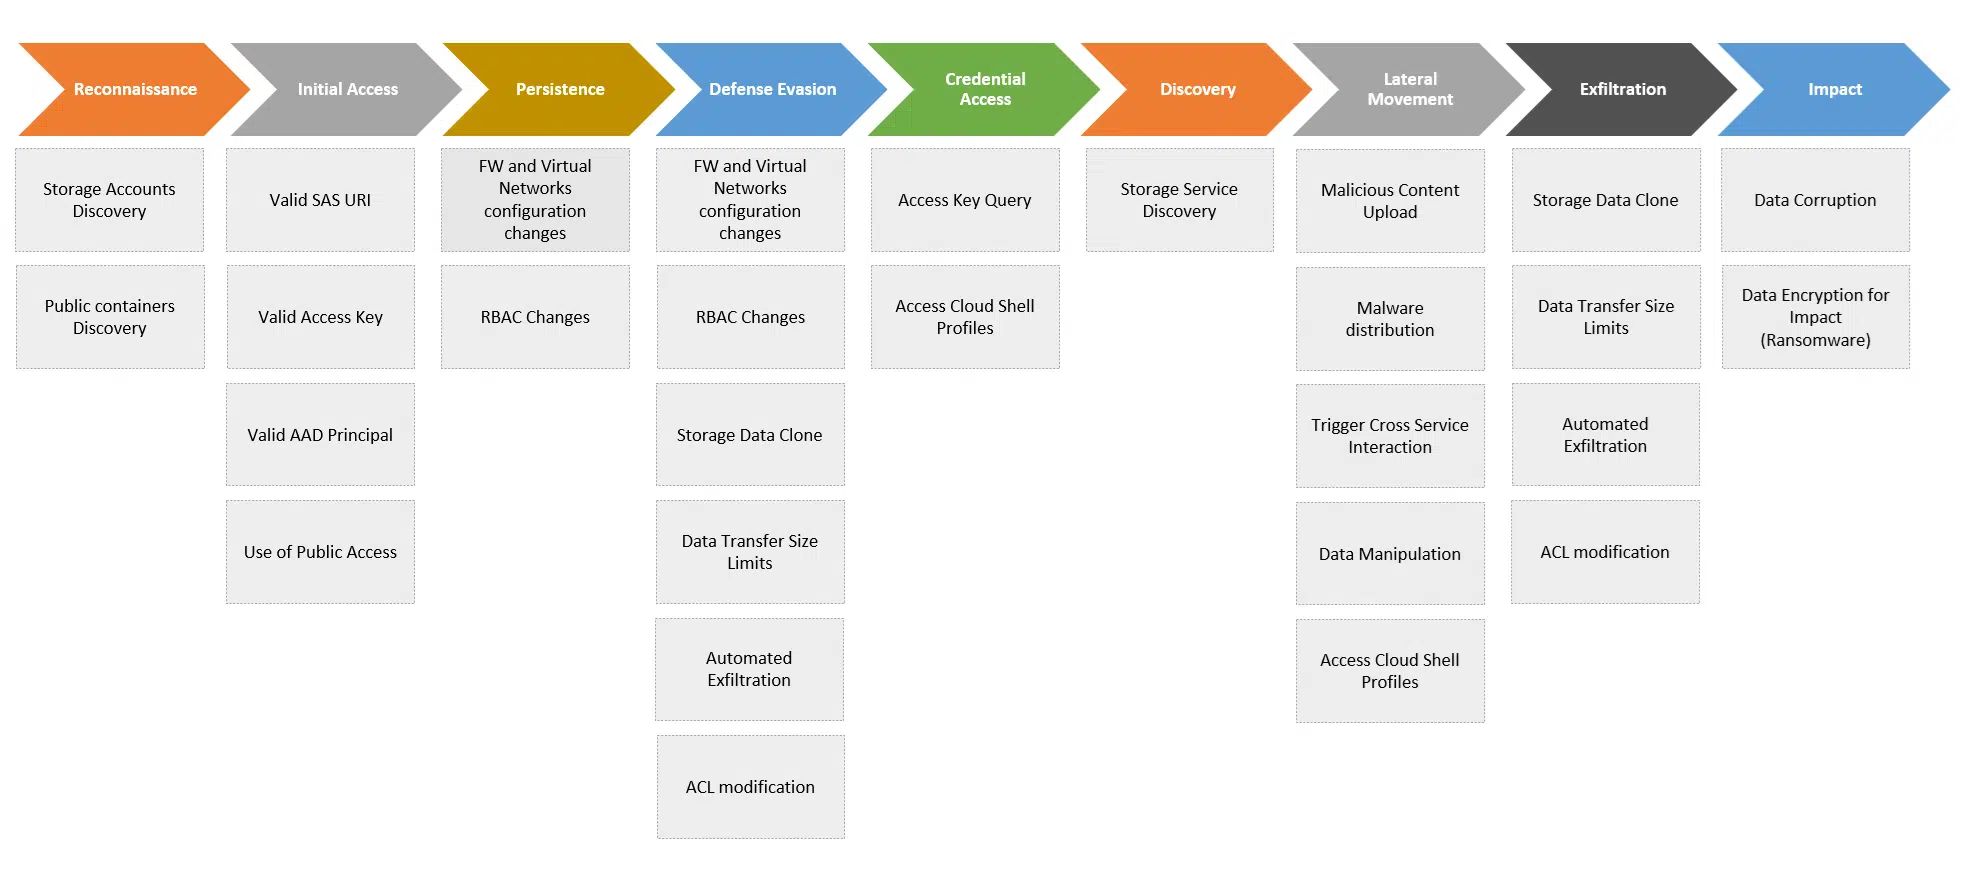 Reconnaissance
Initial Access
Persistence
Defense Evasion
Credential
Access
Discovery
Lateral
Movement
Exfiltration
Impact
Storage Accounts
Discovery
Public containers
Discovery
Valid SAS URI
Valid Access Key
Valid AAD Principal
Use of Public Access
FW and Virtual
Networks
configuration
changes
RBAC Changes
FW and Virtual
Networks
configuration
changes
RBAC Changes
Storage Data Clone
Data Transfer Size
Limits
Automated
Exfiltration
ACL modification
Access Key Query
Access Cloud Shell
Profiles
Storage Service
Discovery
Malicious Content
Upload
Malware
distribution
Trigger Cross Service
Interaction
Data Manipulation
Access Cloud Shell
Profiles
Storage Data Clone
Data Transfer Size
Limits
Automated
Exfiltration
ACL modification
Data Corruption
Data Encryption for
Impact
(Ransomware)